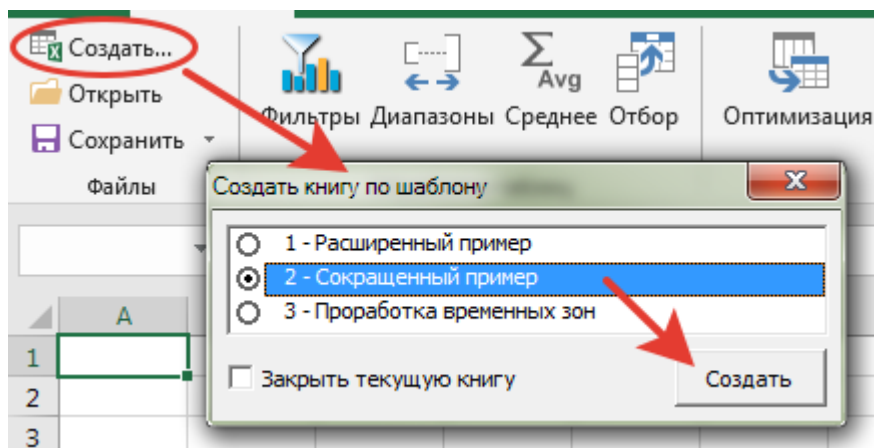 Создать...
Открыть
Сохранить
Файлы
Σ
Avg
Фильтры Диапазоны Среднее Отбор
Оптимизация
Создать книгу по шаблону
1 - Расширенный пример
2 - Сокращенный пример
3 - Проработка временных зон
Закрыть текущую книгу
Создать
A
1
2
3